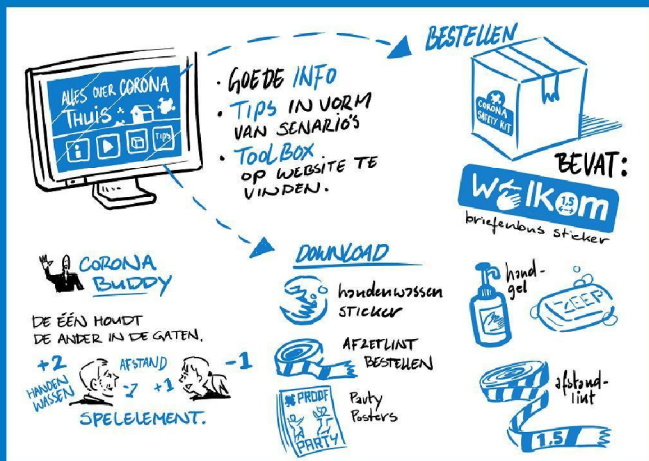 ALLES OVER CORONA
THUIS
i
TIPS
• GOEDE INFO
• TIPS IN VORM
VAN SENARIO'S
• TOOLBOX
OP WEBSITE TE
VINDEN.
BESTELLEN
CORONA
SAFETY KIT
BEVAT:
WELKOM
1,5
briefenbus sticker
hand-
gel
ZEEP
afstand-
lint
1,5
DOWNLOAD
handenwassen
sticker
AFZETLINT
BESTELLEN
PROOF
PARTY
Party
Posters
CORONA
BUDDY
DE ÉÉN HOUDT
DE ANDER IN DE GATEN.
+2
HANDEN
WASSEN
AFSTAND
-2
+1
-1
SPELELEMENT.